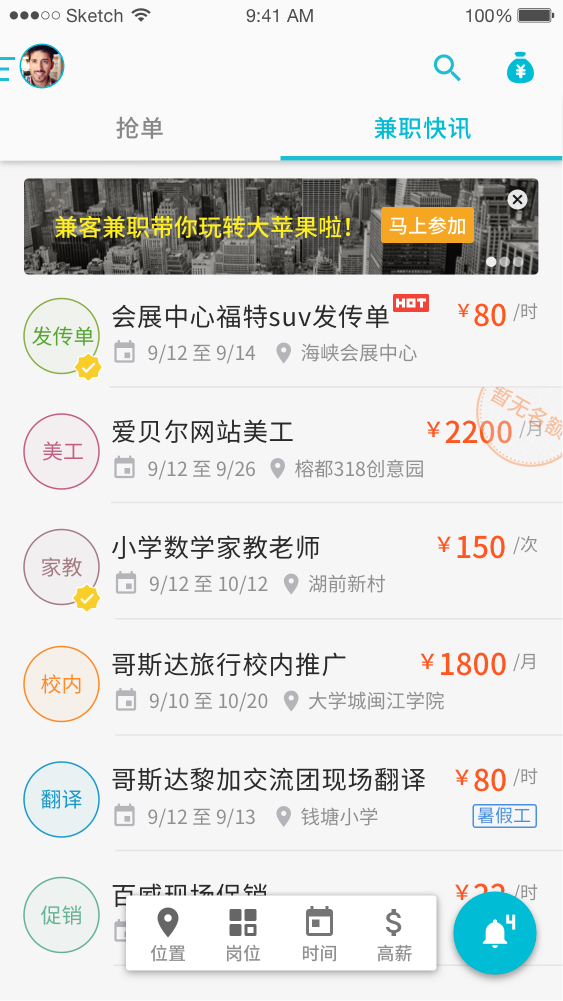 Sketch 9:41 AM 100%
抢单 兼职快讯
兼客兼职带你玩转大苹果啦! 马上参加
发传单 会展中心福特suv发传单 HOT ¥80 /时
9/12 至 9/14 海峡会展中心
暂无名额
美工 爱贝尔网站美工 ¥2200 /月
9/12 至 9/26 榕都318创意园
家教 小学数学家教老师 ¥150 /次
9/12 至 10/12 湖前新村
校内 哥斯达旅行校内推广 ¥1800 /月
9/10 至 10/20 大学城闽江学院
翻译 哥斯达黎加交流团现场翻译 ¥80 /时
9/12 至 9/13 钱塘小学 暑假工
促销 百威现场促销 /时
4
位置 岗位 时间 高薪